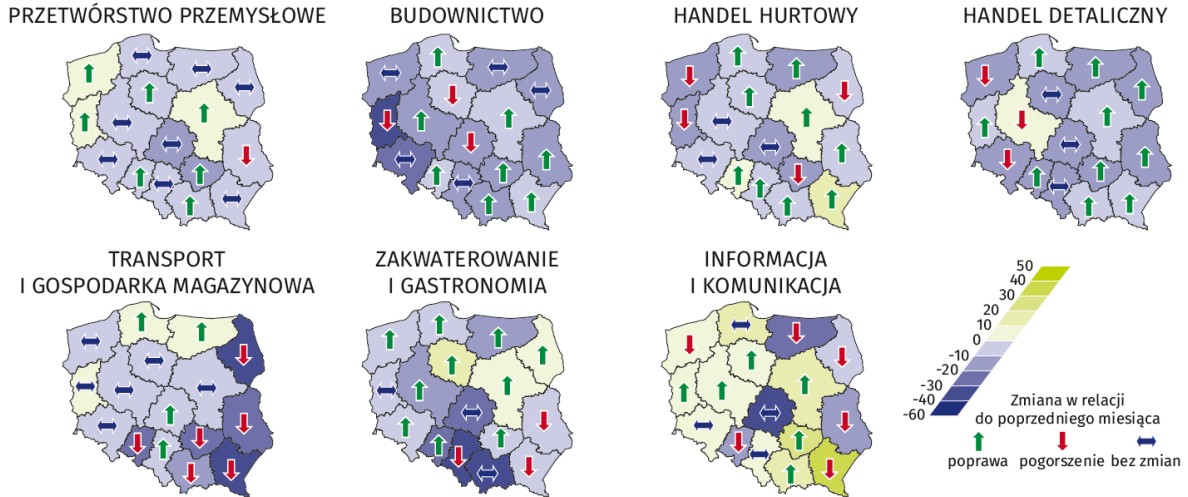 PRZETWÓRSTWO PRZEMYSŁOWE
BUDOWNICTWO
HANDEL HURTOWY
HANDEL DETALICZNY
TRANSPORT
I GOSPODARKA MAGAZYNOWA
ZAKWATEROWANIE
I GASTRONOMIA
INFORMACJA
I KOMUNIKACJA
50
40
30
20
10
0
-10
-20
-30
-40
-60
Zmiana w relacji
do poprzedniego miesiąca
poprawa pogorszenie bez zmian